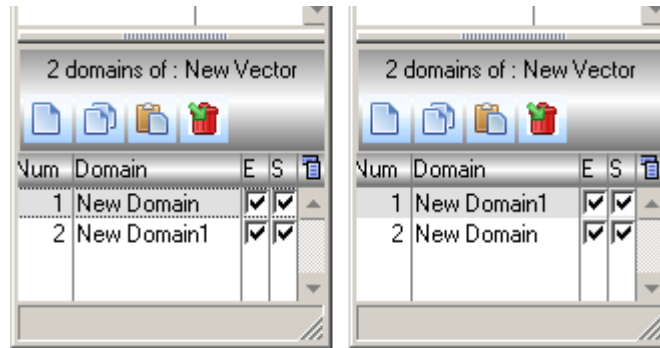 2 domains of : New Vector
Num Domain E S
1 New Domain
2 New Domain1
2 domains of : New Vector
Num Domain E S
1 New Domain1
2 New Domain